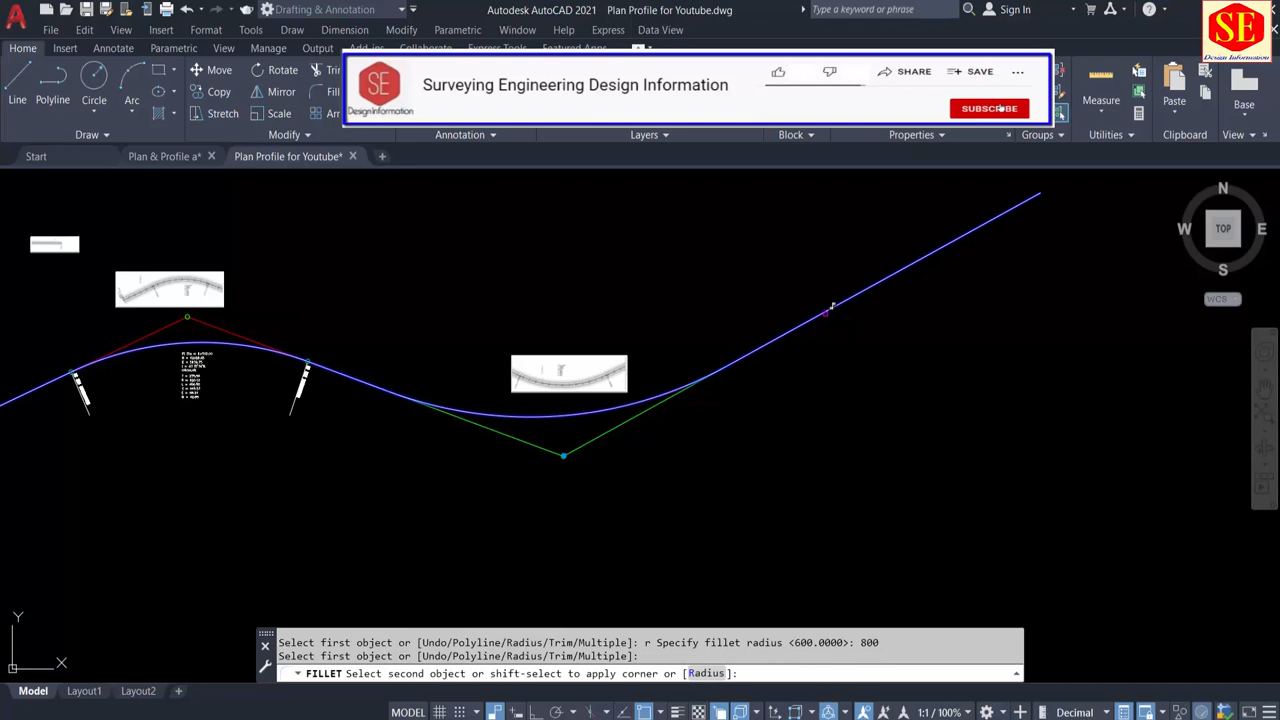 Drafting & Annotation
Autodesk AutoCAD 2021 Plan Profile for Youtube.dwg
Type a keyword or phrase
Sign In
SE
Design Information
File Edit View Insert Format Tools Draw Dimension Modify Parametric Window Help Express Data View
Home Insert Annotate Parametric View Manage Output
Line Polyline Circle Arc
Move Rotate
Copy Mirror
Stretch Scale
Measure Paste Base
SE
DesignInformation
Surveying Engineering Design Information
SHARE SAVE
SUBSCRIBE
Draw Modify Annotation Layers Block Properties Groups Utilities Clipboard View
Start Plan & Profile a* Plan Profile for Youtube*
N
W TOP E
S
WCS
Y
X
Select first object or [Undo/Polyline/Radius/Trim/Multiple]: r Specify fillet radius <600.0000>: 800
Select first object or [Undo/Polyline/Radius/Trim/Multiple]:
FILLET Select second object or shift-select to apply corner or [Radius]:
Model Layout1 Layout2
MODEL 1:1 / 100% Decimal